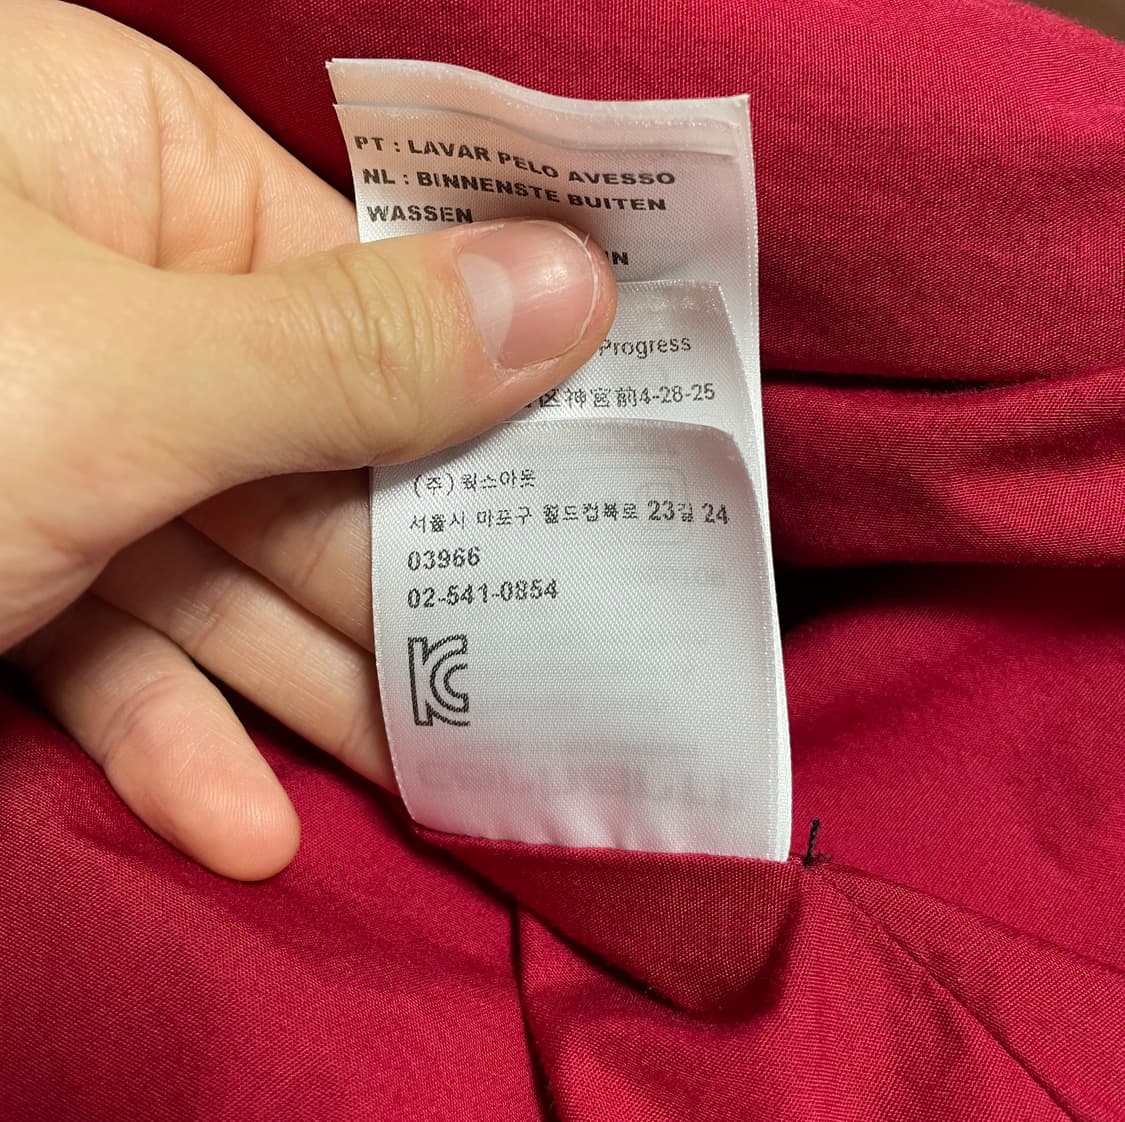 PT : LAVAR PELO AVESSO
NL : BINNENSTE BUITEN
WASSEN
Progress
区神宮前4-28-25
(주) 웍스아웃
서울시 마포구 월드컵북로 23길 24
03966
02-541-0854
KC